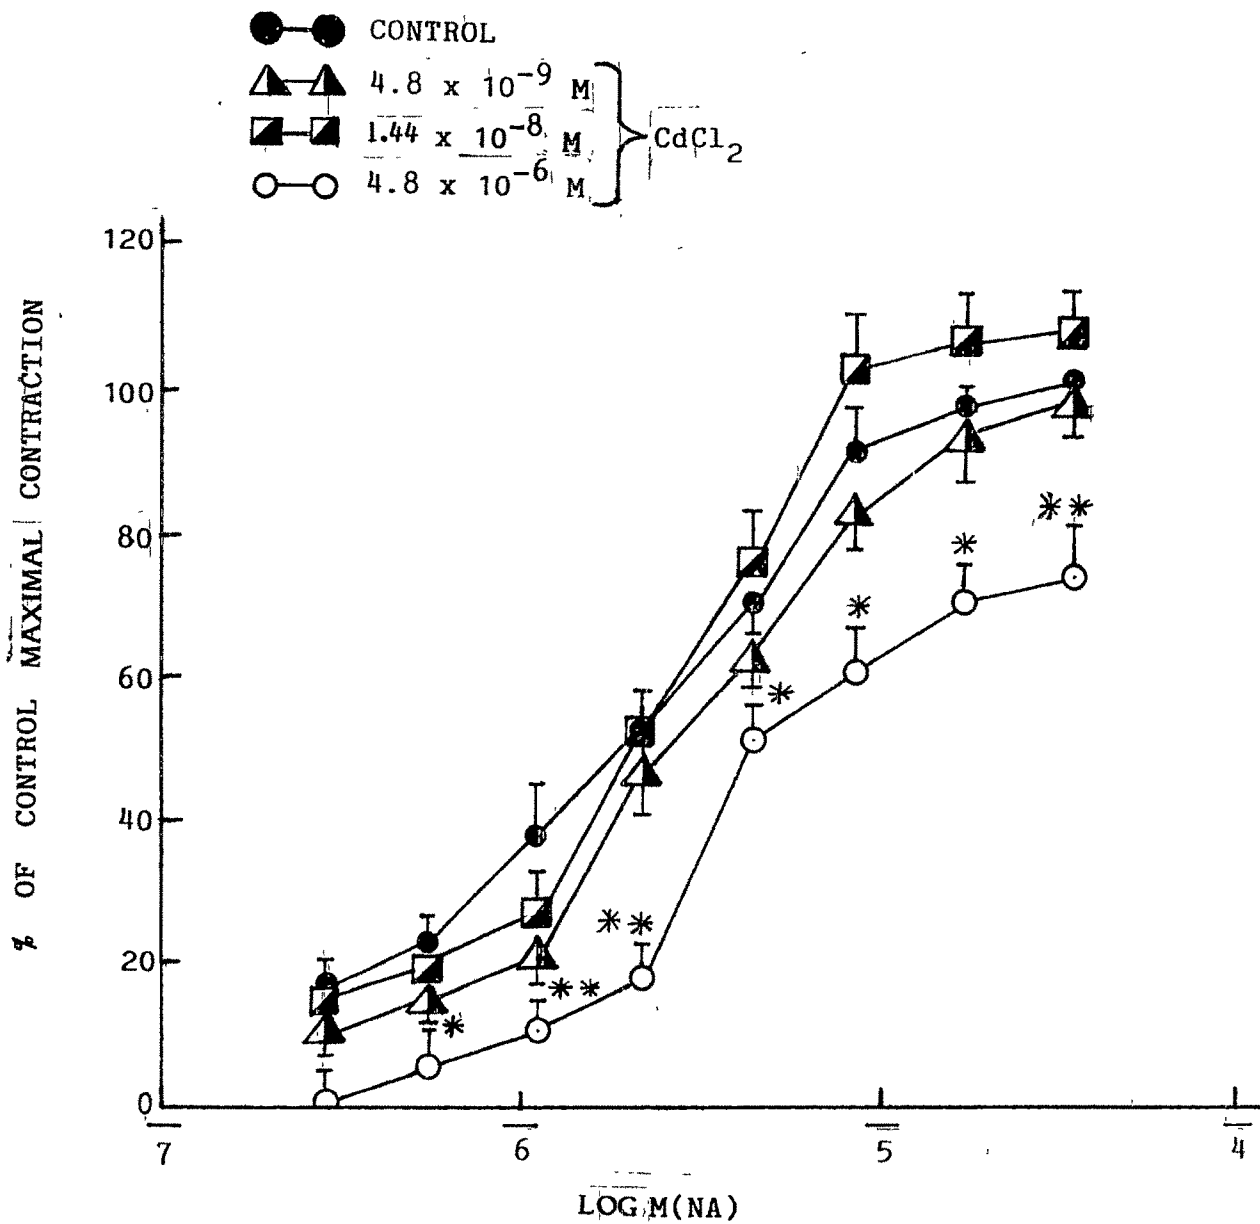 CONTROL
4.8 x 10⁻⁹ M
1.44 x 10⁻⁸ M
4.8 x 10⁻⁶ M
CdCl₂
120
100
80
60
40
20
0
% OF CONTROL MAXIMAL CONTRACTION
*
**
**
*
*
*
**
7 6 5 4
LOG M(NA)